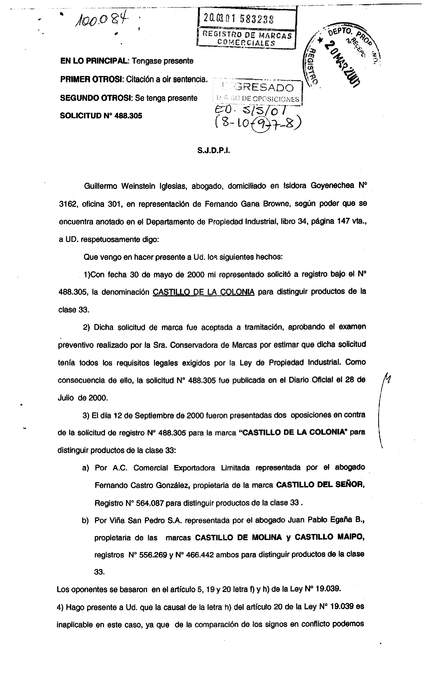 100.084
20.03.01 583238
REGISTRO DE MARCAS
COMERCIALES
DEPTO. PROP
REGISTRO
20 MAR 2001
EN LO PRINCIPAL: Tengase presente
PRIMER OTROSI: Citación a oir sentencia.
SEGUNDO OTROSI: Se tenga presente
SOLICITUD N° 488.305
GRESADO
DE OPOSICIONES
(8-10-97-8)
S.J.D.P.I.
Guillermo Weinstein Iglesias, abogado, domiciliado en Isidora Goyenechea N°
3162, oficina 301, en representación de Fernando Gana Browne, según poder que se
encuentra anotado en el Departamento de Propiedad Industrial, libro 34, página 147 vta.,
a UD. respetuosamente digo:
Que vengo en hacer presente a Ud. los siguientes hechos:
1)Con fecha 30 de mayo de 2000 mi representado solicitó a registro bajo el N°
488.305, la denominación CASTILLO DE LA COLONIA para distinguir productos de la
clase 33.
2) Dicha solicitud de marca fue aceptada a tramitación, aprobando el examen
preventivo realizado por la Sra. Conservadora de Marcas por estimar que dicha solicitud
tenía todos los requisitos legales exigidos por la Ley de Propiedad Industrial. Como
consecuencia de ello, la solicitud N° 488.305 fue publicada en el Diario Oficial el 28 de
Julio de 2000.
3) El día 12 de Septiembre de 2000 fueron presentadas dos oposiciones en contra
de la solicitud de registro N° 488.305 para la marca "CASTILLO DE LA COLONIA" para
distinguir productos de la clase 33:
a) Por A.C. Comercial Exportadora Limitada representada por el abogado
Fernando Castro González, propietaria de la marca CASTILLO DEL SEÑOR,
Registro N° 564.087 para distinguir productos de la clase 33 .
b) Por Viña San Pedro S.A. representada por el abogado Juan Pablo Egaña B.,
propietaria de las marcas CASTILLO DE MOLINA y CASTILLO MAIPO,
registros N° 556.269 y N° 466.442 ambos para distinguir productos de la clase
33.
Los oponentes se basaron en el artículo 5, 19 y 20 letra f) y h) de la Ley N° 19.039.
4) Hago presente a Ud. que la causal de la letra h) del artículo 20 de la Ley N° 19.039 es
inaplicable en este caso, ya que de la comparación de los signos en conflicto podemos